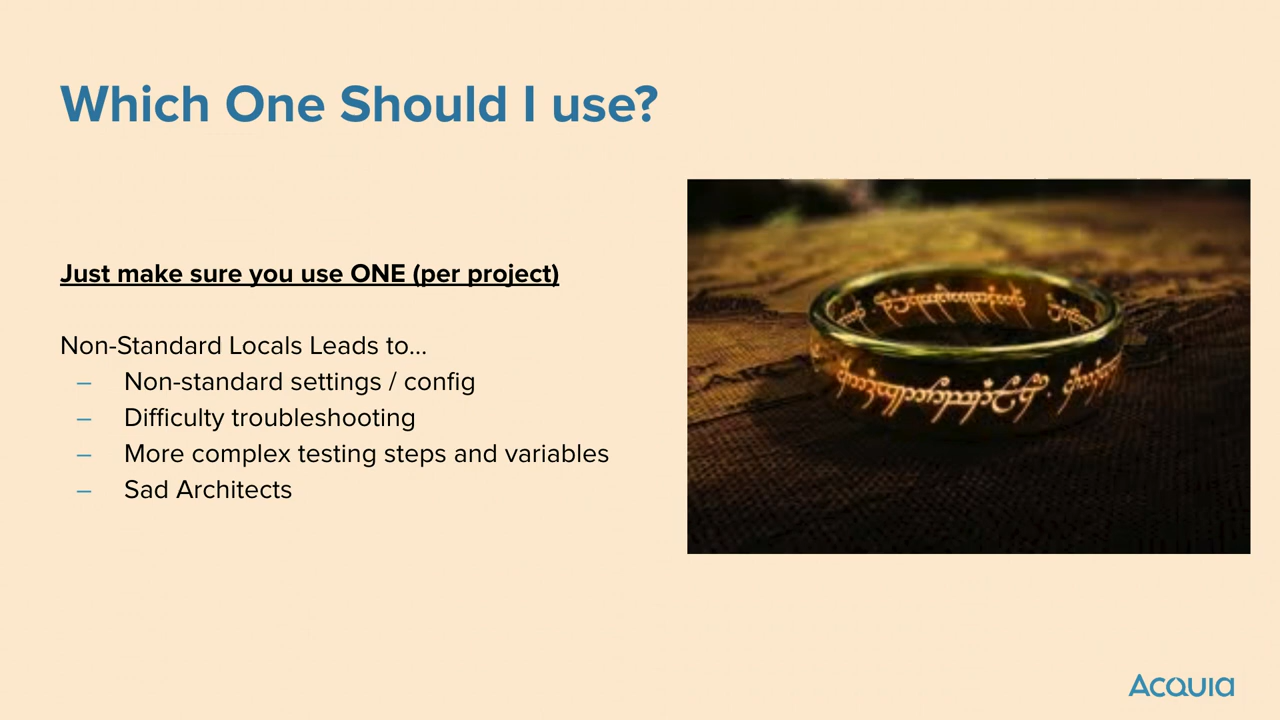 Which One Should I use?
Just make sure you use ONE (per project)
Non-Standard Locals Leads to...
– Non-standard settings / config
– Difficulty troubleshooting
– More complex testing steps and variables
– Sad Architects
Acquia